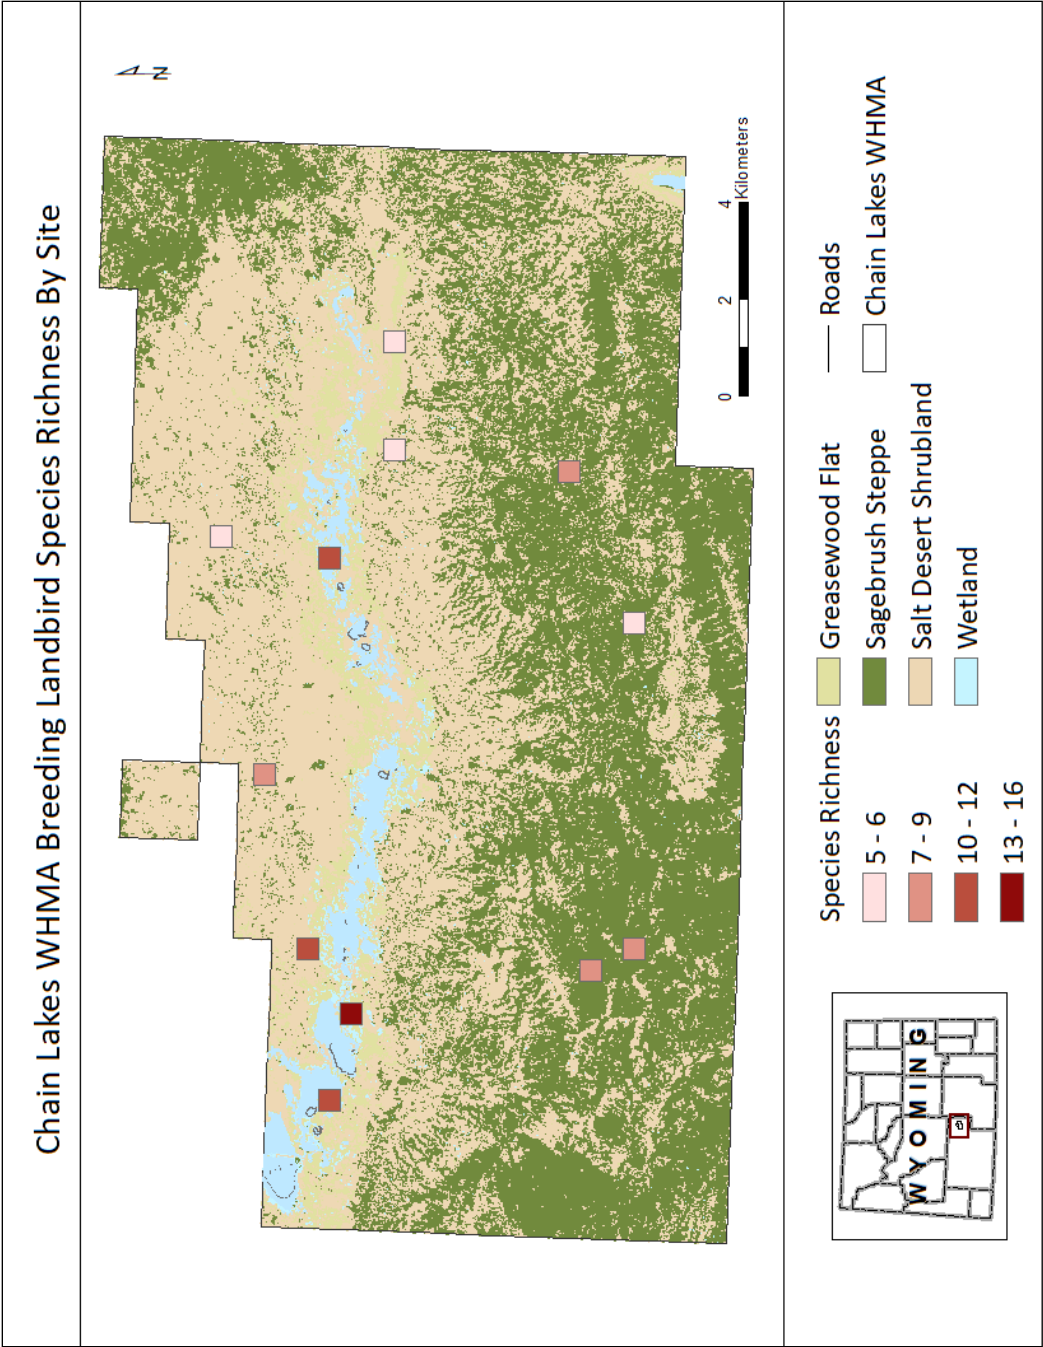 Chain Lakes WHMA Breeding Landbird Species Richness By Site
N
0 2 4
Kilometers
WYOMING
Species Richness
5 - 6
7 - 9
10 - 12
13 - 16
Greasewood Flat
Sagebrush Steppe
Salt Desert Shrubland
Wetland
Roads
Chain Lakes WHMA